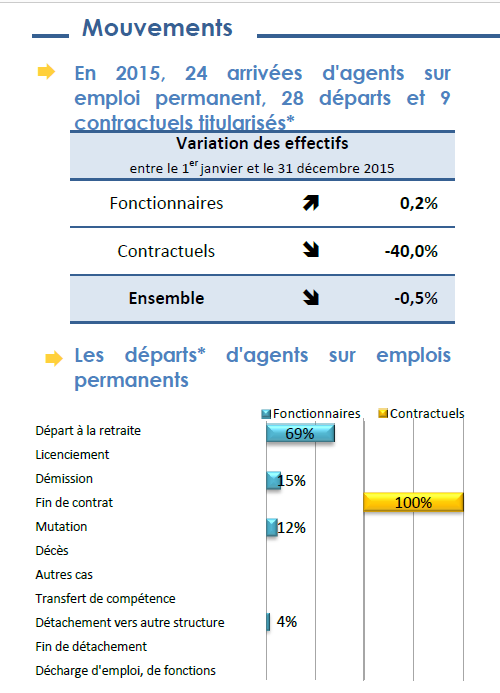 Mouvements
En 2015, 24 arrivées d'agents sur
emploi permanent, 28 départs et 9
contractuels titularisés*
Variation des effectifs
entre le 1er janvier et le 31 décembre 2015
Fonctionnaires 0,2%
Contractuels -40,0%
Ensemble -0,5%
Les départs* d'agents sur emplois
permanents
Fonctionnaires Contractuels
Départ à la retraite 69%
Licenciement
Démission 15%
Fin de contrat 100%
Mutation 12%
Décès
Autres cas
Transfert de compétence
Détachement vers autre structure 4%
Fin de détachement
Décharge d'emploi, de fonctions